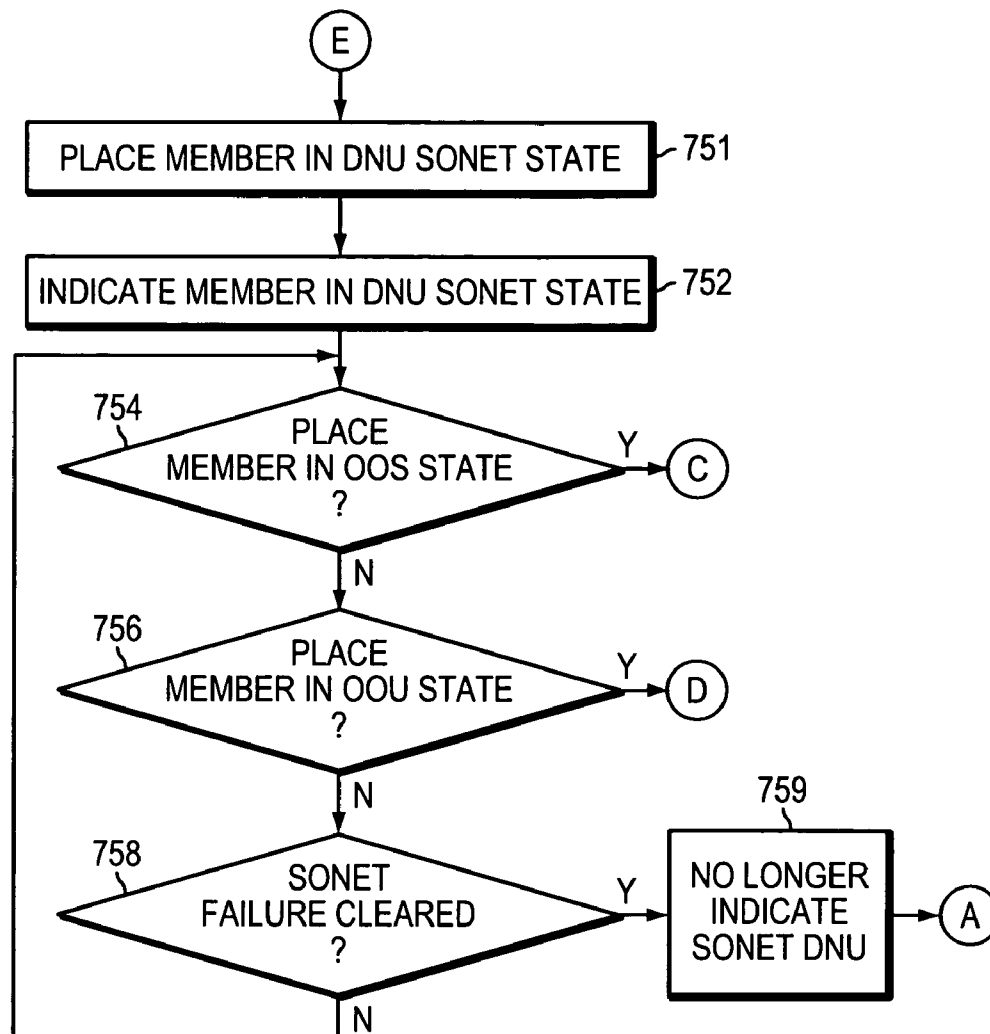 E
PLACE MEMBER IN DNU SONET STATE
751
INDICATE MEMBER IN DNU SONET STATE
752
754
PLACE
MEMBER IN OOS STATE
?
Y
C
N
756
PLACE
MEMBER IN OOU STATE
?
Y
D
N
758
SONET
FAILURE CLEARED
?
Y
759
NO LONGER
INDICATE
SONET DNU
A
N